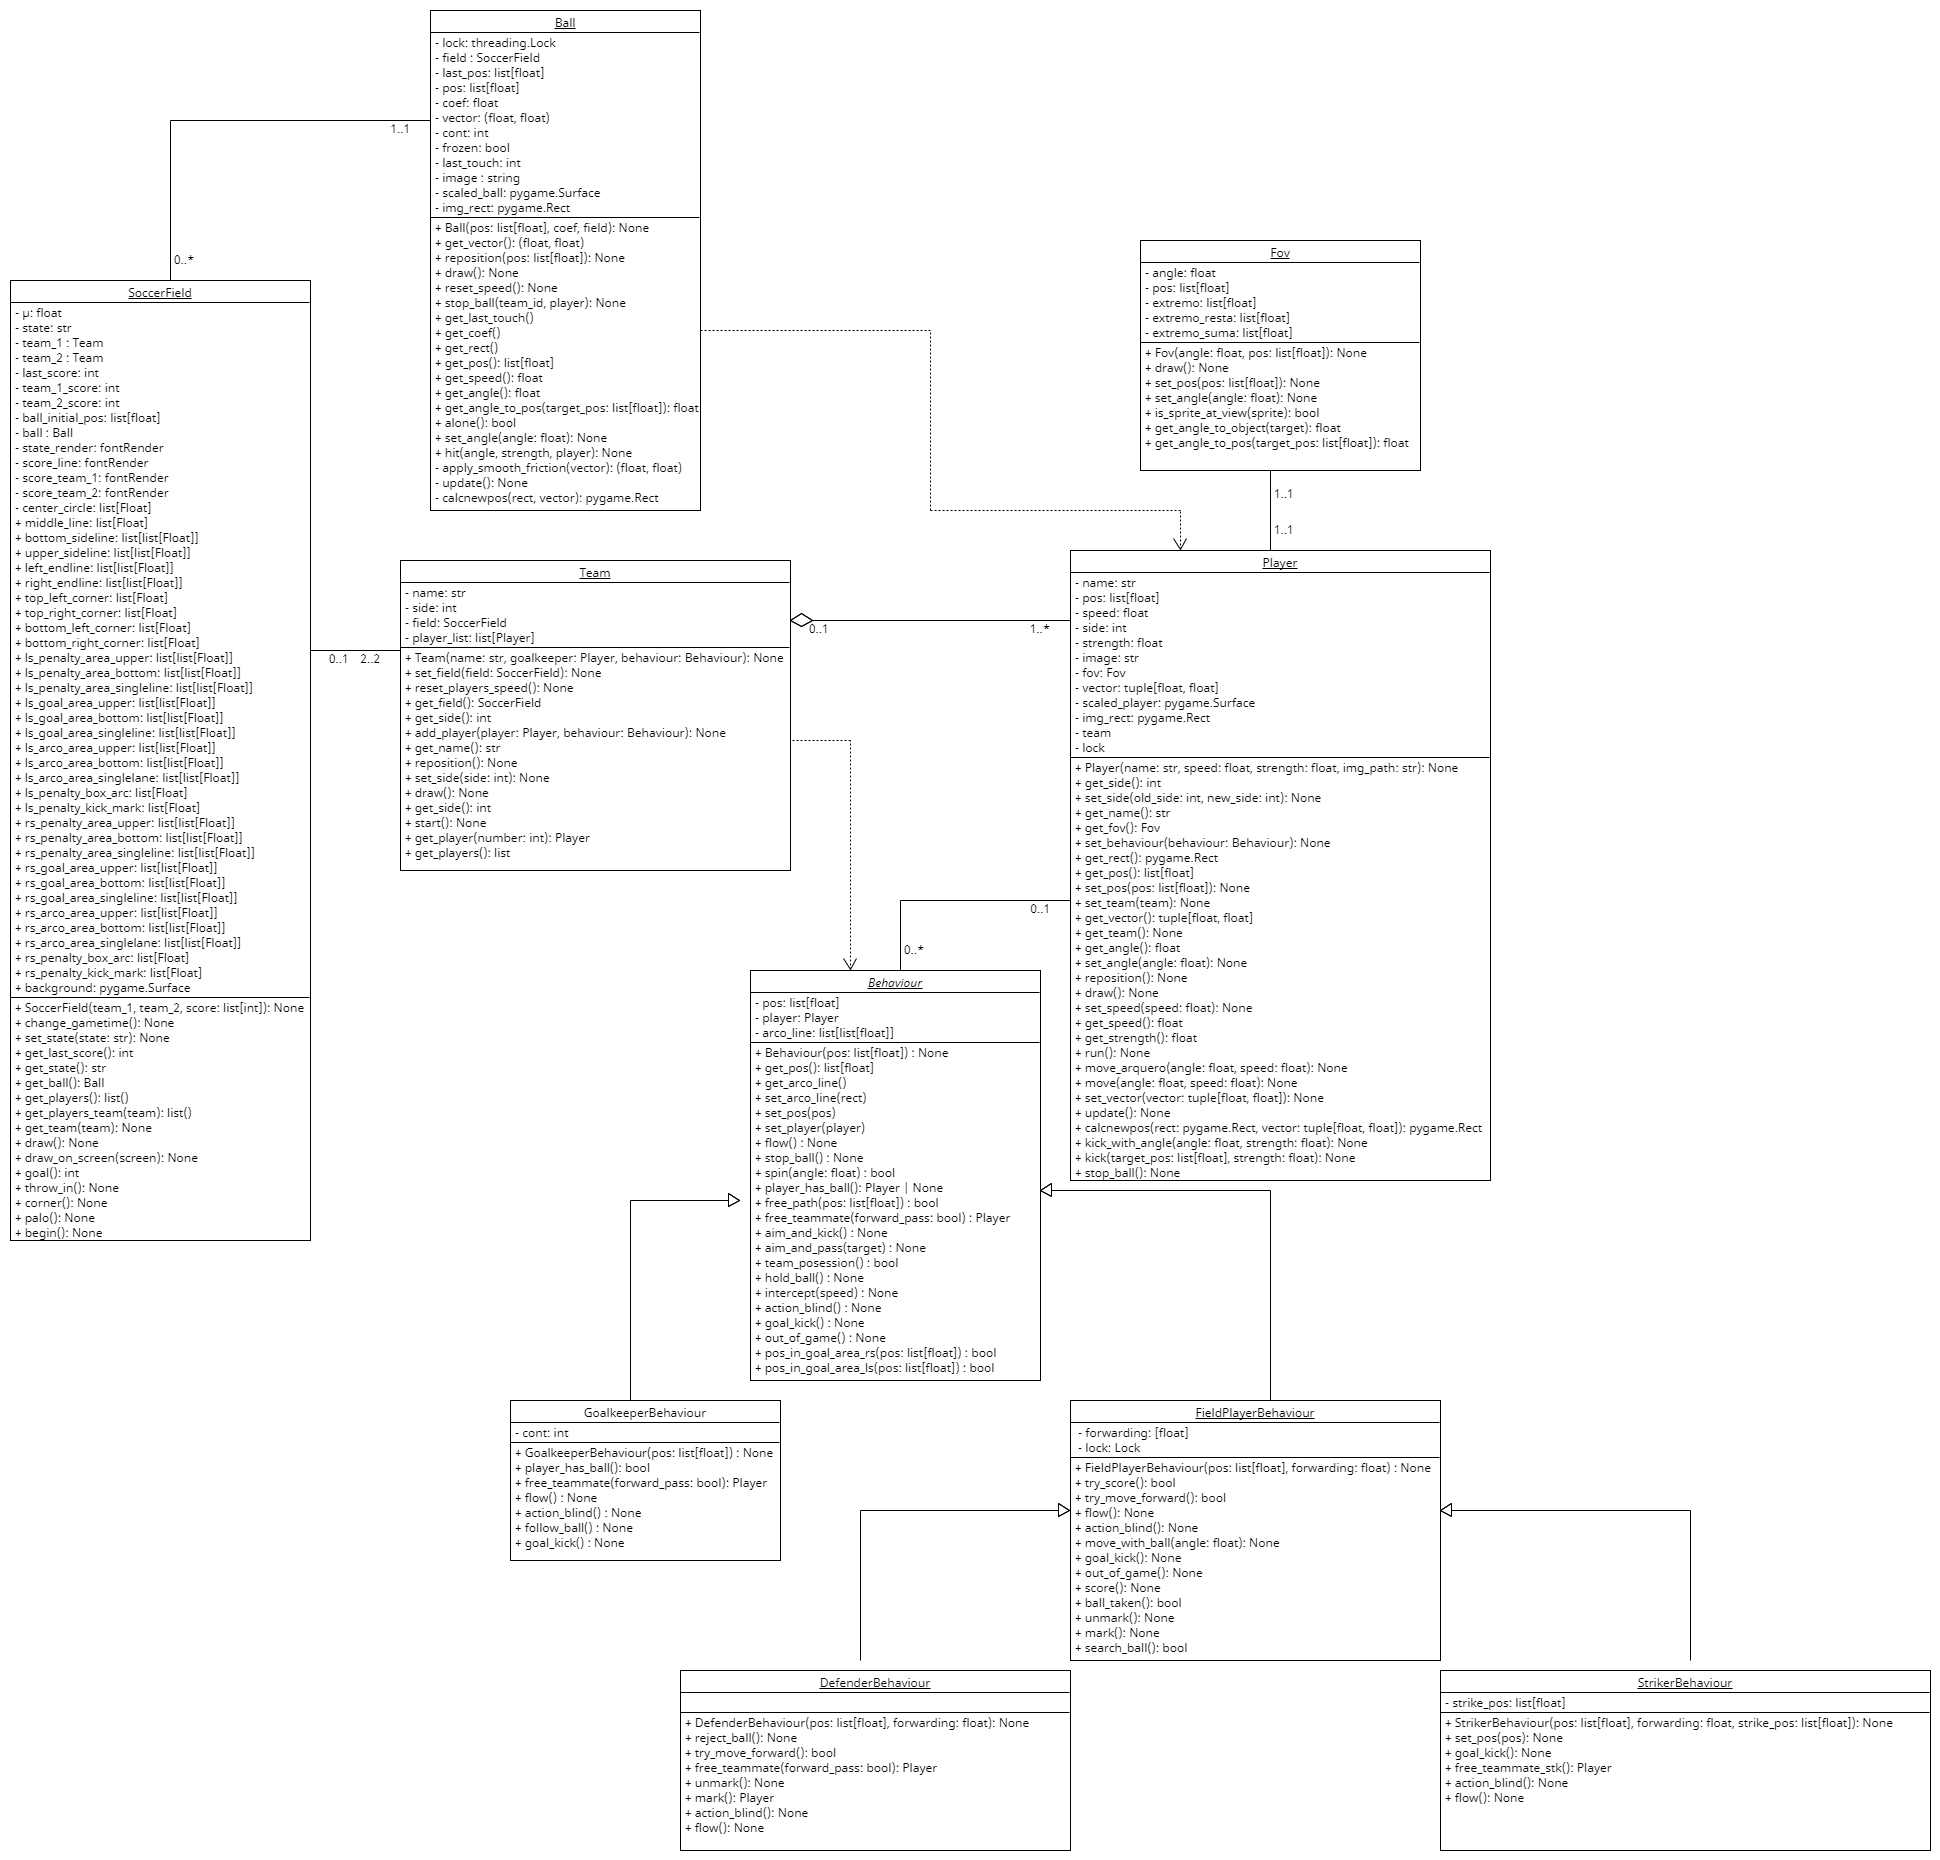 Ball
- lock: threading.Lock
- field : SoccerField
- last_pos: list[float]
- pos: list[float]
- coef: float
- vector: (float, float)
- cont: int
- frozen: bool
- last_touch: int
- image : string
- scaled_ball: pygame.Surface
- img_rect: pygame.Rect
+ Ball(pos: list[float], coef, field): None
+ get_vector(): (float, float)
+ reposition(pos: list[float]): None
+ draw(): None
+ reset_speed(): None
+ stop_ball(team_id, player): None
+ get_last_touch()
+ get_coef()
+ get_rect()
+ get_pos(): list[float]
+ get_speed(): float
+ get_angle(): float
+ get_angle_to_pos(target_pos: list[float]): float
+ alone(): bool
+ set_angle(angle: float): None
+ hit(angle, strength, player): None
- apply_smooth_friction(vector): (float, float)
- update(): None
- calcnewpos(rect, vector): pygame.Rect
1..1
0..*
SoccerField
- µ: float
- state: str
- team_1 : Team
- team_2 : Team
- last_score: int
- team_1_score: int
- team_2_score: int
- ball_initial_pos: list[float]
- ball : Ball
- state_render: fontRender
- score_line: fontRender
- score_team_1: fontRender
- score_team_2: fontRender
- center_circle: list[Float]
+ middle_line: list[Float]
+ bottom_sideline: list[list[Float]]
+ upper_sideline: list[list[Float]]
+ left_endline: list[list[Float]]
+ right_endline: list[list[Float]]
+ top_left_corner: list[Float]
+ top_right_corner: list[Float]
+ bottom_left_corner: list[Float]
+ bottom_right_corner: list[Float]
+ ls_penalty_area_upper: list[list[Float]]
+ ls_penalty_area_bottom: list[list[Float]]
+ ls_penalty_area_singleline: list[list[Float]]
+ ls_goal_area_upper: list[list[Float]]
+ ls_goal_area_bottom: list[list[Float]]
+ ls_goal_area_singleline: list[list[Float]]
+ ls_arco_area_upper: list[list[Float]]
+ ls_arco_area_bottom: list[list[Float]]
+ ls_arco_area_singlelane: list[list[Float]]
+ ls_penalty_box_arc: list[Float]
+ ls_penalty_kick_mark: list[Float]
+ rs_penalty_area_upper: list[list[Float]]
+ rs_penalty_area_bottom: list[list[Float]]
+ rs_penalty_area_singleline: list[list[Float]]
+ rs_goal_area_upper: list[list[Float]]
+ rs_goal_area_bottom: list[list[Float]]
+ rs_goal_area_singleline: list[list[Float]]
+ rs_arco_area_upper: list[list[Float]]
+ rs_arco_area_bottom: list[list[Float]]
+ rs_arco_area_singlelane: list[list[Float]]
+ rs_penalty_box_arc: list[Float]
+ rs_penalty_kick_mark: list[Float]
+ background: pygame.Surface
+ SoccerField(team_1, team_2, score: list[int]): None
+ change_gametime(): None
+ set_state(state: str): None
+ get_last_score(): int
+ get_state(): str
+ get_ball(): Ball
+ get_players(): list()
+ get_players_team(team): list()
+ get_team(team): None
+ draw(): None
+ draw_on_screen(screen): None
+ goal(): int
+ throw_in(): None
+ corner(): None
+ palo(): None
+ begin(): None
0..1 2..2
Team
- name: str
- side: int
- field: SoccerField
- player_list: list[Player]
+ Team(name: str, goalkeeper: Player, behaviour: Behaviour): None
+ set_field(field: SoccerField): None
+ reset_players_speed(): None
+ get_field(): SoccerField
+ get_side(): int
+ add_player(player: Player, behaviour: Behaviour): None
+ get_name(): str
+ reposition(): None
+ set_side(side: int): None
+ draw(): None
+ get_side(): int
+ start(): None
+ get_player(number: int): Player
+ get_players(): list
0..1 1..*
Fov
- angle: float
- pos: list[float]
- extremo: list[float]
- extremo_resta: list[float]
- extremo_suma: list[float]
+ Fov(angle: float, pos: list[float]): None
+ draw(): None
+ set_pos(pos: list[float]): None
+ set_angle(angle: float): None
+ is_sprite_at_view(sprite): bool
+ get_angle_to_object(target): float
+ get_angle_to_pos(target_pos: list[float]): float
1..1
1..1
Player
- name: str
- pos: list[float]
- speed: float
- side: int
- strength: float
- image: str
- fov: Fov
- vector: tuple[float, float]
- scaled_player: pygame.Surface
- img_rect: pygame.Rect
- team
- lock
+ Player(name: str, speed: float, strength: float, img_path: str): None
+ get_side(): int
+ set_side(old_side: int, new_side: int): None
+ get_name(): str
+ get_fov(): Fov
+ set_behaviour(behaviour: Behaviour): None
+ get_rect(): pygame.Rect
+ get_pos(): list[float]
+ set_pos(pos: list[float]): None
+ set_team(team): None
+ get_vector(): tuple[float, float]
+ get_team(): None
+ get_angle(): float
+ set_angle(angle: float): None
+ reposition(): None
+ draw(): None
+ set_speed(speed: float): None
+ get_speed(): float
+ get_strength(): float
+ run(): None
+ move_arquero(angle: float, speed: float): None
+ move(angle: float, speed: float): None
+ set_vector(vector: tuple[float, float]): None
+ update(): None
+ calcnewpos(rect: pygame.Rect, vector: tuple[float, float]): pygame.Rect
+ kick_with_angle(angle: float, strength: float): None
+ kick(target_pos: list[float], strength: float): None
+ stop_ball(): None
0..1
0..*
Behaviour
- pos: list[float]
- player: Player
- arco_line: list[list[float]]
+ Behaviour(pos: list[float]) : None
+ get_pos(): list[float]
+ get_arco_line()
+ set_arco_line(rect)
+ set_pos(pos)
+ set_player(player)
+ flow() : None
+ stop_ball() : None
+ spin(angle: float) : bool
+ player_has_ball(): Player | None
+ free_path(pos: list[float]) : bool
+ free_teammate(forward_pass: bool) : Player
+ aim_and_kick() : None
+ aim_and_pass(target) : None
+ team_posession() : bool
+ hold_ball() : None
+ intercept(speed) : None
+ action_blind() : None
+ goal_kick() : None
+ out_of_game() : None
+ pos_in_goal_area_rs(pos: list[float]) : bool
+ pos_in_goal_area_ls(pos: list[float]) : bool
GoalkeeperBehaviour
- cont: int
+ GoalkeeperBehaviour(pos: list[float]) : None
+ player_has_ball(): bool
+ free_teammate(forward_pass: bool): Player
+ flow() : None
+ action_blind() : None
+ follow_ball() : None
+ goal_kick() : None
FieldPlayerBehaviour
- forwarding: [float]
- lock: Lock
+ FieldPlayerBehaviour(pos: list[float], forwarding: float) : None
+ try_score(): bool
+ try_move_forward(): bool
+ flow(): None
+ action_blind(): None
+ move_with_ball(angle: float): None
+ goal_kick(): None
+ out_of_game(): None
+ score(): None
+ ball_taken(): bool
+ unmark(): None
+ mark(): None
+ search_ball(): bool
DefenderBehaviour
+ DefenderBehaviour(pos: list[float], forwarding: float): None
+ reject_ball(): None
+ try_move_forward(): bool
+ free_teammate(forward_pass: bool): Player
+ unmark(): None
+ mark(): Player
+ action_blind(): None
+ flow(): None
StrikerBehaviour
- strike_pos: list[float]
+ StrikerBehaviour(pos: list[float], forwarding: float, strike_pos: list[float]): None
+ set_pos(pos): None
+ goal_kick(): None
+ free_teammate_stk(): Player
+ action_blind(): None
+ flow(): None